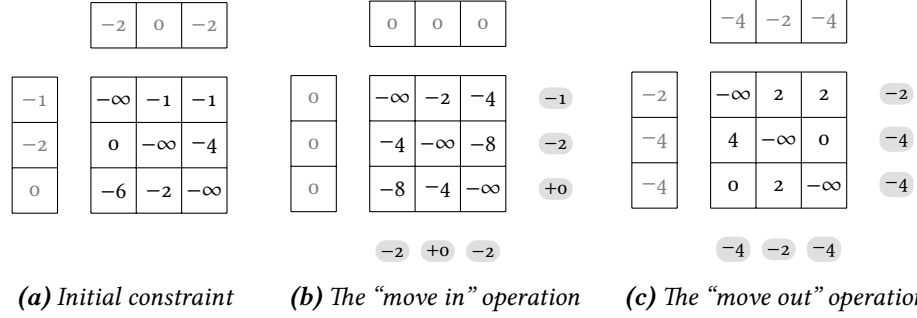 −2 0 −2
−1 −∞ −1 −1
−2 0 −∞ −4
0 −6 −2 −∞
(a) Initial constraint
0 0 0
0 −∞ −2 −4 −1
0 −4 −∞ −8 −2
0 −8 −4 −∞ +0
−2 +0 −2
(b) The “move in” operation
−4 −2 −4
−2 −∞ 2 2 −2
−4 4 −∞ 0 −4
−4 0 2 −∞ −4
−4 −2 −4
(c) The “move out” operation